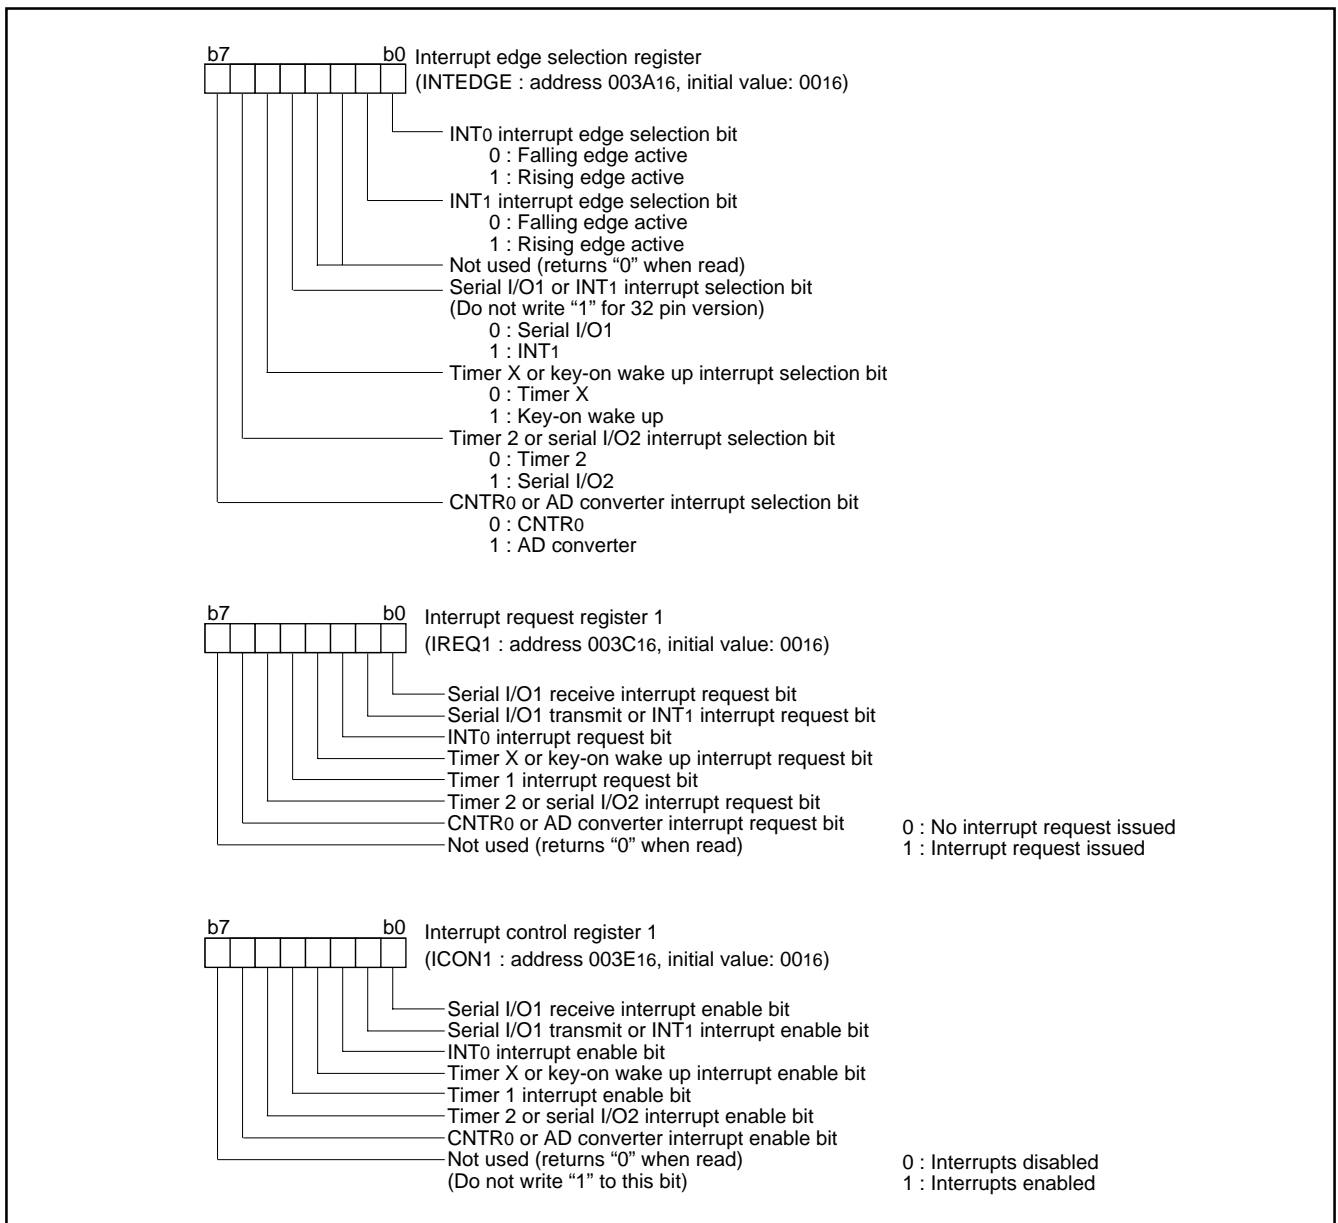 b7 b0 Interrupt edge selection register
(INTEDGE : address 003A16, initial value: 0016)
INT0 interrupt edge selection bit
0 : Falling edge active
1 : Rising edge active
INT1 interrupt edge selection bit
0 : Falling edge active
1 : Rising edge active
Not used (returns “0” when read)
Serial I/O1 or INT1 interrupt selection bit
(Do not write “1” for 32 pin version)
0 : Serial I/O1
1 : INT1
Timer X or key-on wake up interrupt selection bit
0 : Timer X
1 : Key-on wake up
Timer 2 or serial I/O2 interrupt selection bit
0 : Timer 2
1 : Serial I/O2
CNTR0 or AD converter interrupt selection bit
0 : CNTR0
1 : AD converter
b7 b0 Interrupt request register 1
(IREQ1 : address 003C16, initial value: 0016)
Serial I/O1 receive interrupt request bit
Serial I/O1 transmit or INT1 interrupt request bit
INT0 interrupt request bit
Timer X or key-on wake up interrupt request bit
Timer 1 interrupt request bit
Timer 2 or serial I/O2 interrupt request bit
CNTR0 or AD converter interrupt request bit
Not used (returns “0” when read)
0 : No interrupt request issued
1 : Interrupt request issued
b7 b0 Interrupt control register 1
(ICON1 : address 003E16, initial value: 0016)
Serial I/O1 receive interrupt enable bit
Serial I/O1 transmit or INT1 interrupt enable bit
INT0 interrupt enable bit
Timer X or key-on wake up interrupt enable bit
Timer 1 interrupt enable bit
Timer 2 or serial I/O2 interrupt enable bit
CNTR0 or AD converter interrupt enable bit
Not used (returns “0” when read)
(Do not write “1” to this bit)
0 : Interrupts disabled
1 : Interrupts enabled